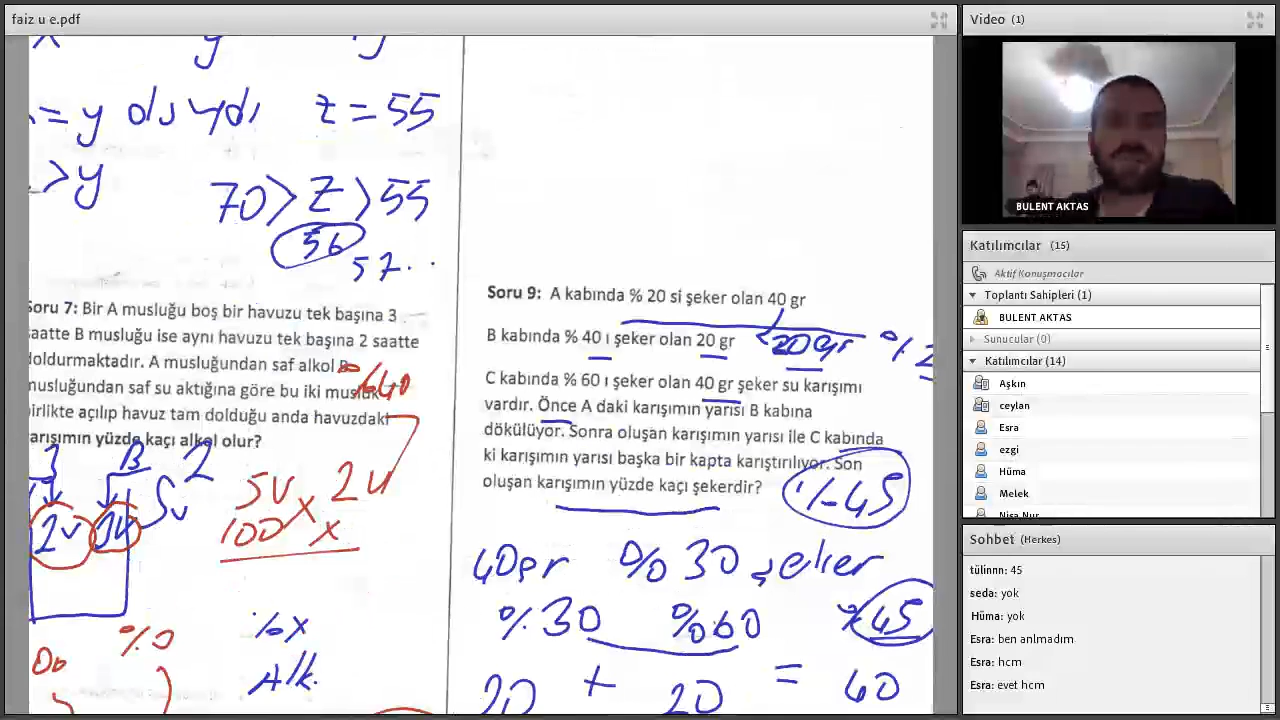 faiz u e.pdf
= y olsaydı z = 55
> y
70 > z > 55
56
57..
Soru 7: Bir A musluğu boş bir havuzu tek başına 3
saatte B musluğu ise aynı havuzu tek başına 2 saatte
doldurmaktadır. A musluğundan saf alkol B
musluğundan saf su aktığına göre bu iki musluk
birlikte açılıp havuz tam dolduğu anda havuzdaki
karışımın yüzde kaçı alkol olur?
%40
3 B 2
2v 3v 5v
5v 2v
100 x x
%0 %x
Alk.
Soru 9: A kabında % 20 si şeker olan 40 gr
B kabında % 40 ı şeker olan 20 gr
20gr %2
C kabında % 60 ı şeker olan 40 gr şeker su karışımı
vardır. Önce A daki karışımın yarısı B kabına
dökülüyor. Sonra oluşan karışımın yarısı ile C kabında
ki karışımın yarısı başka bir kapta karıştırılıyor. Son
oluşan karışımın yüzde kaçı şekerdir?
%45
40gr %30 şeker
%30 %60 %45
20 + 20 = 40
Video (1)
BULENT AKTAS
Katılımcılar (15)
Aktif Konuşmacılar
Toplantı Sahipleri (1)
BULENT AKTAS
Sunucular (0)
Katılımcılar (14)
Aşkın
ceylan
Esra
ezgi
Hüma
Melek
Nisa Nur
Sohbet (Herkes)
tülinnn: 45
seda: yok
Hüma: yok
Esra: ben anlmadım
Esra: hcm
Esra: evet hcm